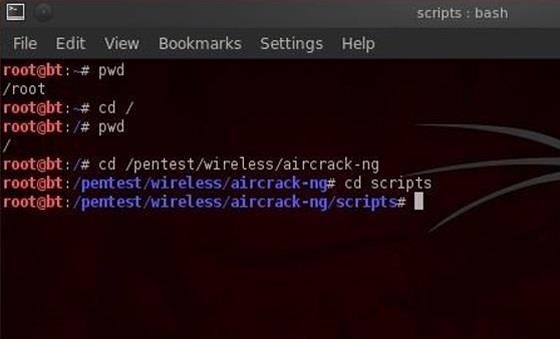 scripts : bash
File Edit View Bookmarks Settings Help
root@bt:~# pwd
/root
root@bt:~# cd /
root@bt:/# pwd
/
root@bt:/# cd /pentest/wireless/aircrack-ng
root@bt:/pentest/wireless/aircrack-ng# cd scripts
root@bt:/pentest/wireless/aircrack-ng/scripts#